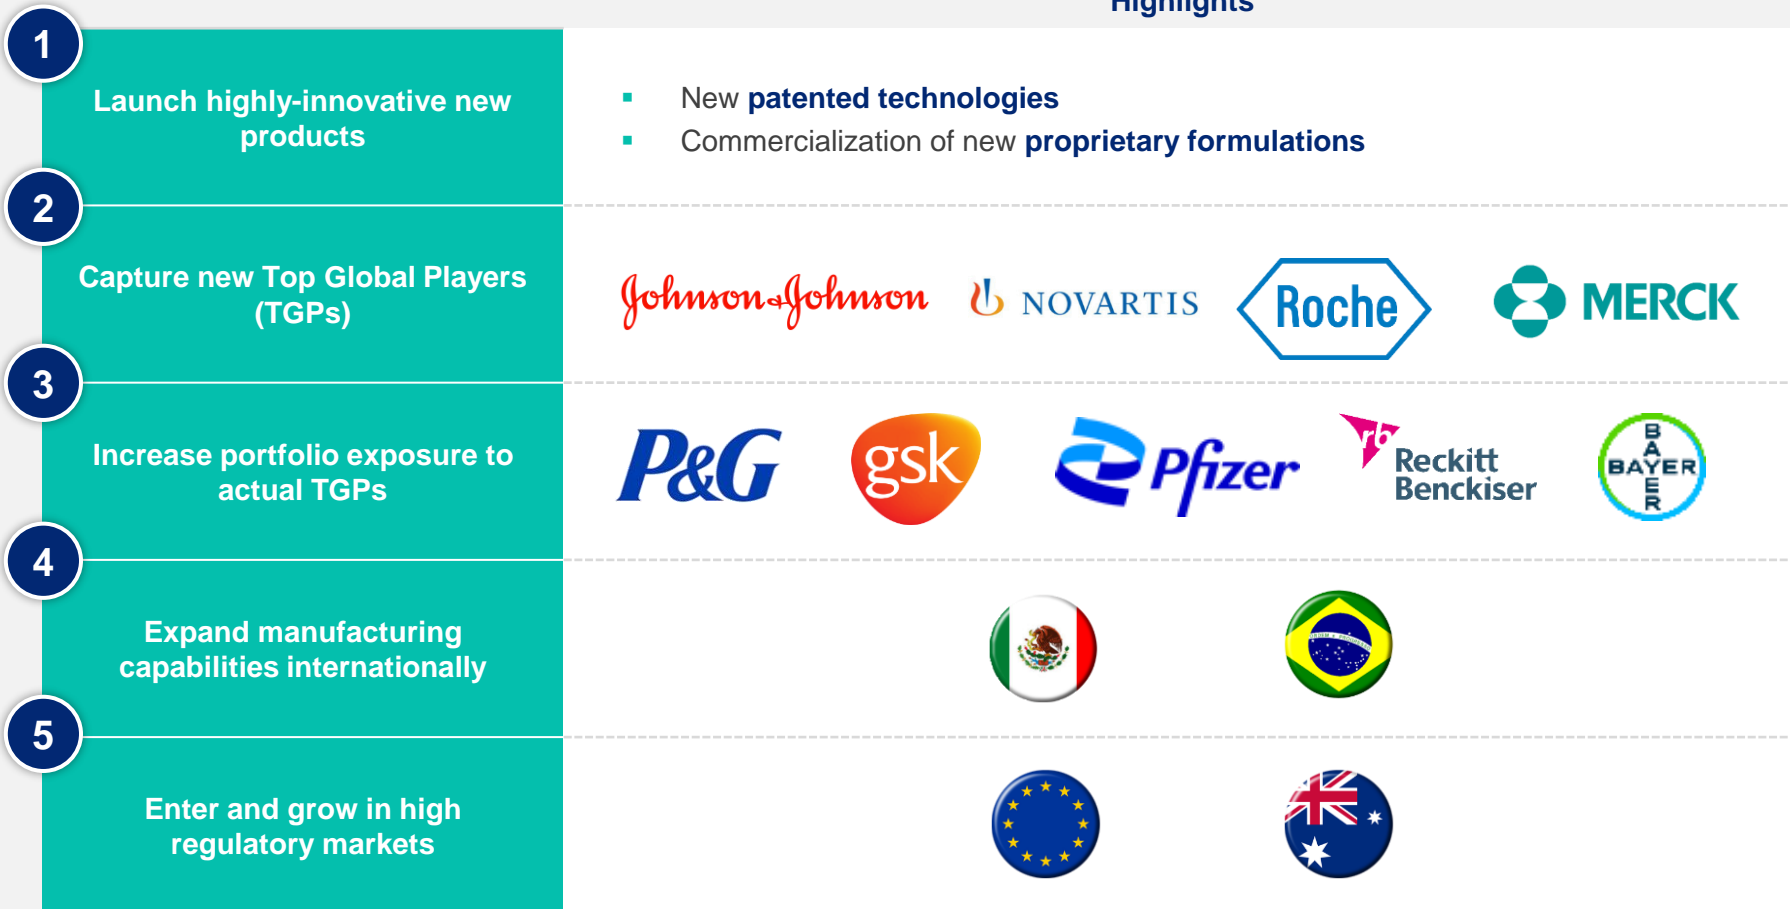 Highlights
1
Launch highly-innovative new
products
New patented technologies
Commercialization of new proprietary formulations
2
Capture new Top Global Players
(TGPs)
Johnson&Johnson
NOVARTIS
Roche
MERCK
3
Increase portfolio exposure to
actual TGPs
P&G
gsk
Pfizer
rb
Reckitt
Benckiser
BAYER
BAYER
4
Expand manufacturing
capabilities internationally
5
Enter and grow in high
regulatory markets